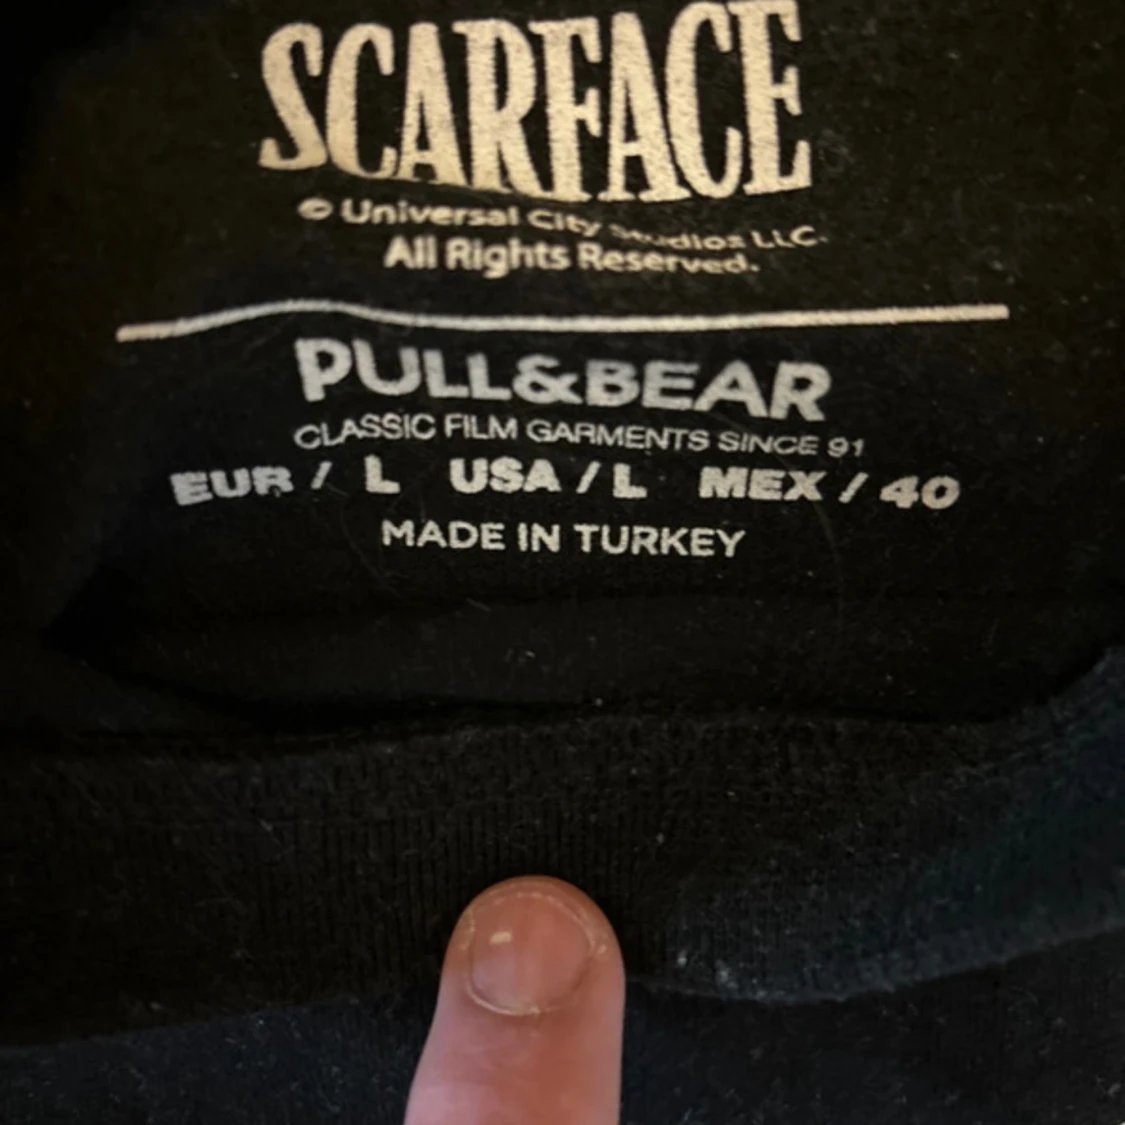 SCARFACE
© Universal City Studios LLC.
All Rights Reserved.
PULL&BEAR
CLASSIC FILM GARMENTS SINCE 91
EUR / L USA / L MEX / 40
MADE IN TURKEY